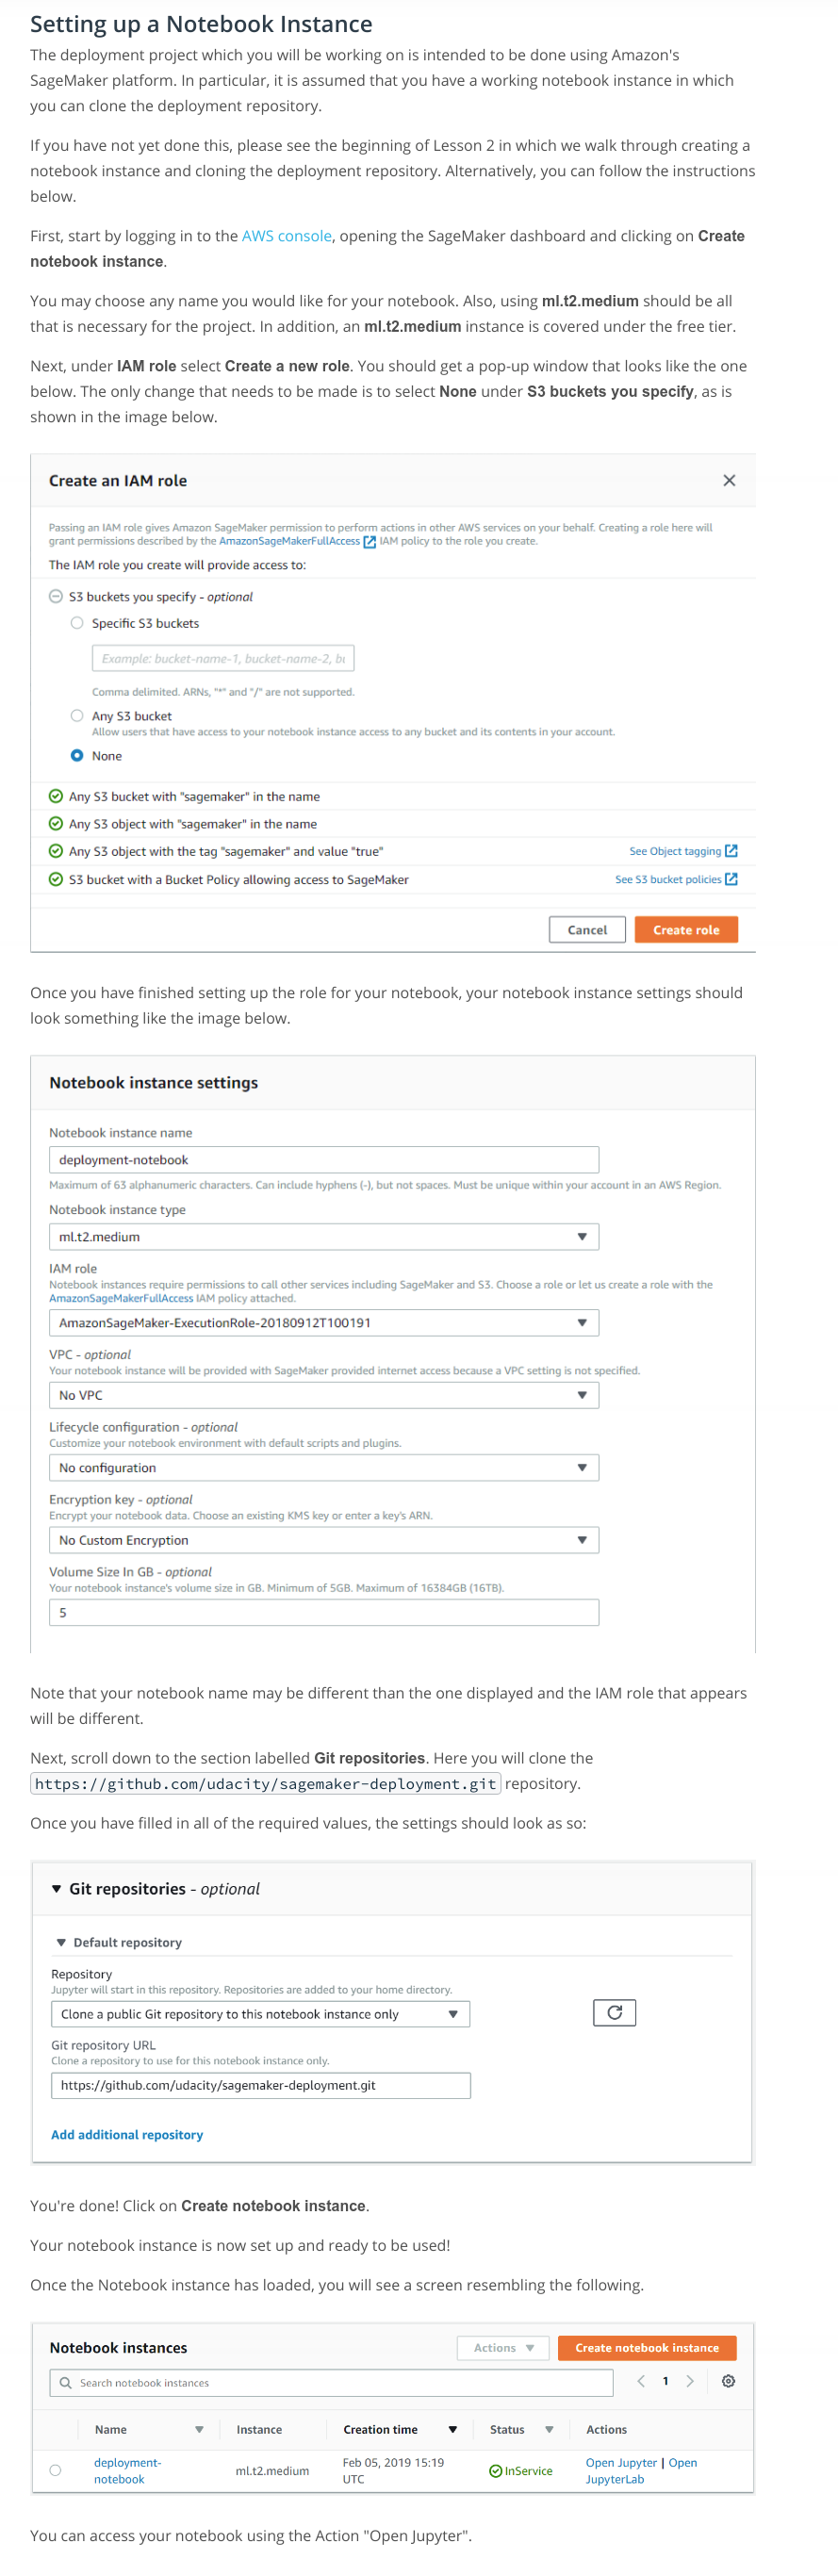 Setting up a Notebook Instance
The deployment project which you will be working on is intended to be done using Amazon's
SageMaker platform. In particular, it is assumed that you have a working notebook instance in which
you can clone the deployment repository.
If you have not yet done this, please see the beginning of Lesson 2 in which we walk through creating a
notebook instance and cloning the deployment repository. Alternatively, you can follow the instructions
below.
First, start by logging in to the AWS console, opening the SageMaker dashboard and clicking on Create
notebook instance.
You may choose any name you would like for your notebook. Also, using ml.t2.medium should be all
that is necessary for the project. In addition, an ml.t2.medium instance is covered under the free tier.
Next, under IAM role select Create a new role. You should get a pop-up window that looks like the one
below. The only change that needs to be made is to select None under S3 buckets you specify, as is
shown in the image below.
Create an IAM role
Passing an IAM role gives Amazon SageMaker permission to perform actions in other AWS services on your behalf. Creating a role here will
grant permissions described by the AmazonSageMakerFullAccess IAM policy to the role you create.
The IAM role you create will provide access to:
S3 buckets you specify - optional
Specific S3 buckets
Example: bucket-name-1, bucket-name-2, bu
Comma delimited. ARNs, "*" and "/" are not supported.
Any S3 bucket
Allow users that have access to your notebook instance access to any bucket and its contents in your account.
None
Any S3 bucket with "sagemaker" in the name
Any S3 object with "sagemaker" in the name
Any S3 object with the tag "sagemaker" and value "true" See Object tagging
S3 bucket with a Bucket Policy allowing access to SageMaker See S3 bucket policies
Cancel Create role
Once you have finished setting up the role for your notebook, your notebook instance settings should
look something like the image below.
Notebook instance settings
Notebook instance name
deployment-notebook
Maximum of 63 alphanumeric characters. Can include hyphens (-), but not spaces. Must be unique within your account in an AWS Region.
Notebook instance type
ml.t2.medium
IAM role
Notebook instances require permissions to call other services including SageMaker and S3. Choose a role or let us create a role with the
AmazonSageMakerFullAccess IAM policy attached.
AmazonSageMaker-ExecutionRole-20180912T100191
VPC - optional
Your notebook instance will be provided with SageMaker provided internet access because a VPC setting is not specified.
No VPC
Lifecycle configuration - optional
Customize your notebook environment with default scripts and plugins.
No configuration
Encryption key - optional
Encrypt your notebook data. Choose an existing KMS key or enter a key's ARN.
No Custom Encryption
Volume Size In GB - optional
Your notebook instance's volume size in GB. Minimum of 5GB. Maximum of 16384GB (16TB).
5
Note that your notebook name may be different than the one displayed and the IAM role that appears
will be different.
Next, scroll down to the section labelled Git repositories. Here you will clone the
https://github.com/udacity/sagemaker-deployment.git repository.
Once you have filled in all of the required values, the settings should look as so:
Git repositories - optional
Default repository
Repository
Jupyter will start in this repository. Repositories are added to your home directory.
Clone a public Git repository to this notebook instance only
Git repository URL
Clone a repository to use for this notebook instance only.
https://github.com/udacity/sagemaker-deployment.git
Add additional repository
You're done! Click on Create notebook instance.
Your notebook instance is now set up and ready to be used!
Once the Notebook instance has loaded, you will see a screen resembling the following.
Notebook instances Actions Create notebook instance
Search notebook instances 1
Name Instance Creation time Status Actions
deployment- Feb 05, 2019 15:19 Open Jupyter | Open
notebook ml.t2.medium UTC InService JupyterLab
You can access your notebook using the Action "Open Jupyter".